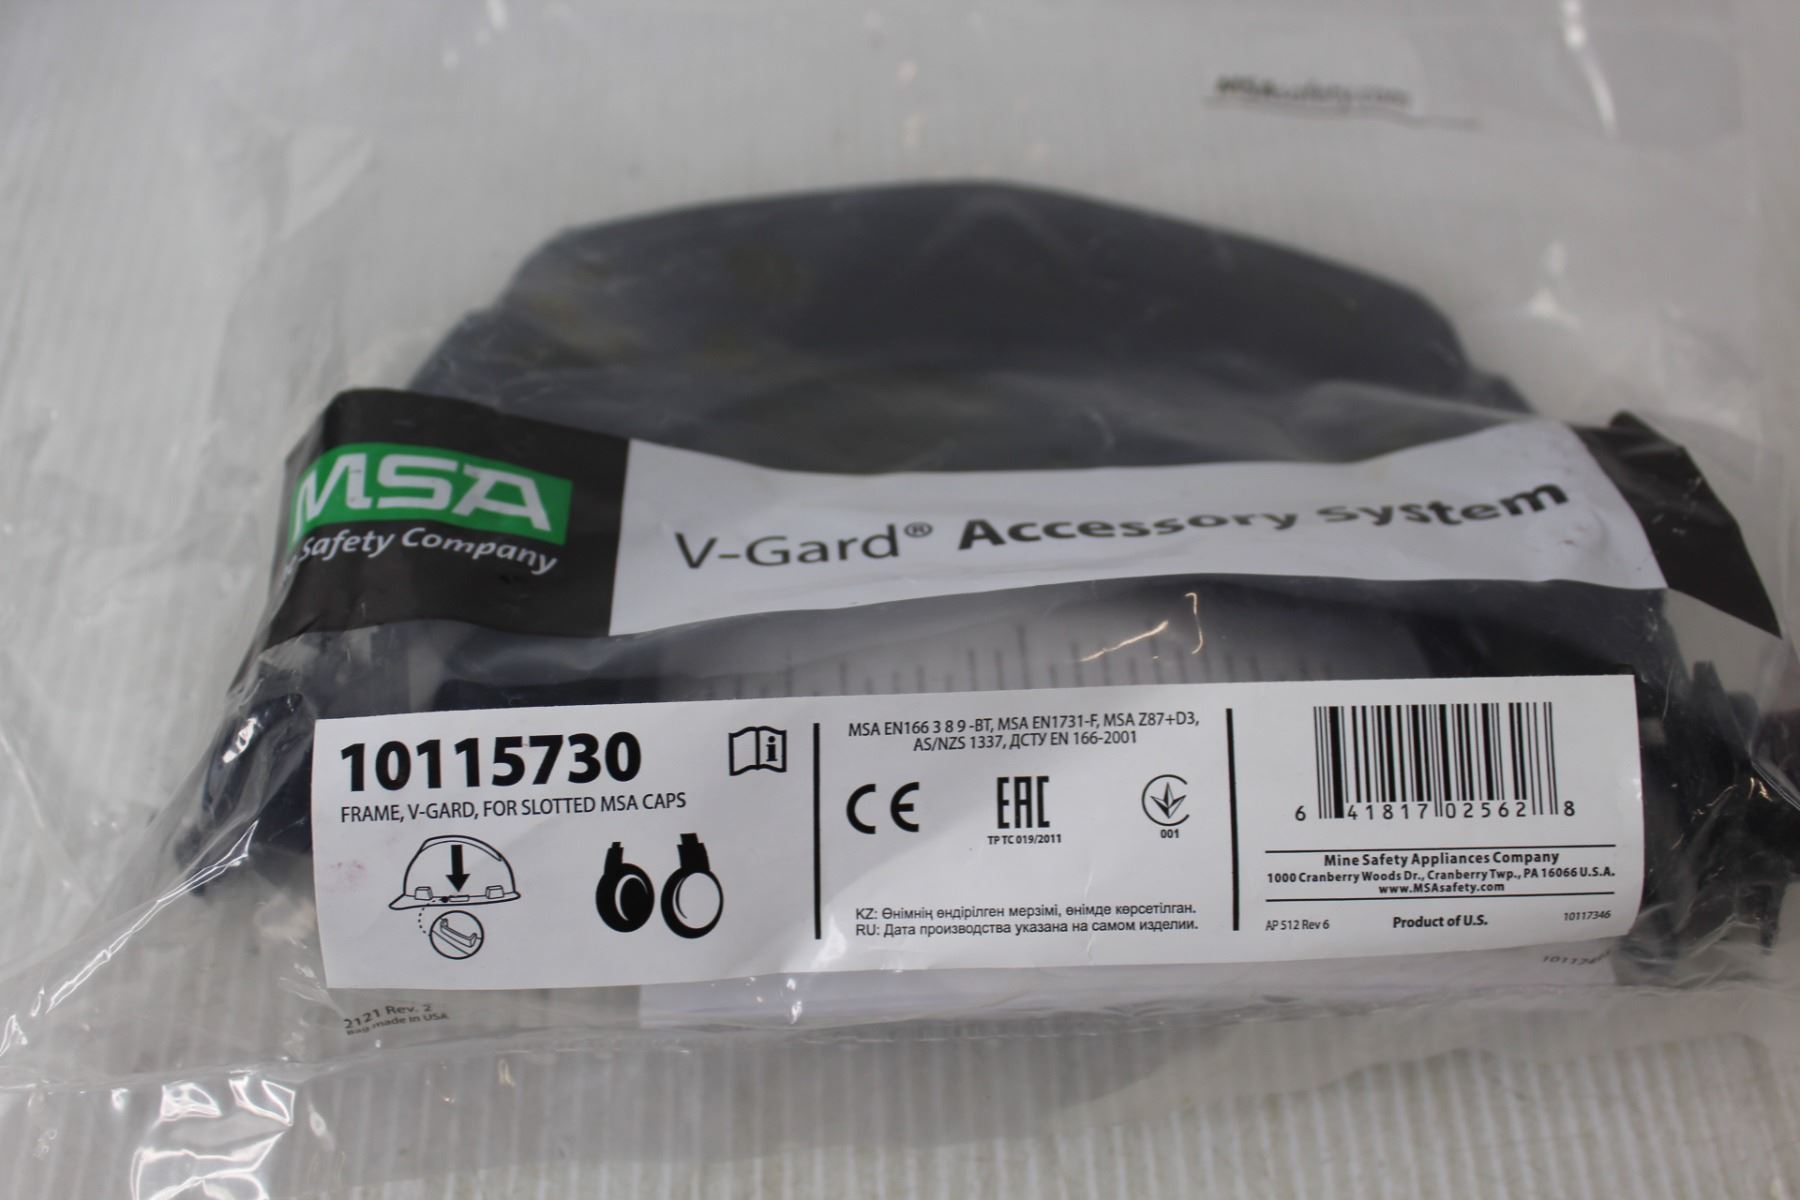 MSAsafety.com
MSA
Safety Company
V-Gard® Accessory System
10115730
FRAME, V-GARD, FOR SLOTTED MSA CAPS
MSA EN166 3 8 9 -BT, MSA EN1731-F, MSA Z87+D3,
AS/NZS 1337, ДСТУ EN 166-2001
CE
EAC
ТР ТС 019/2011
001
KZ: Өнімнің өндірілген мерзімі, өнімде көрсетілген.
RU: Дата производства указана на самом изделии.
6 41817 02562 8
Mine Safety Appliances Company
1000 Cranberry Woods Dr., Cranberry Twp., PA 16066 U.S.A.
www.MSAsafety.com
AP 512 Rev 6
Product of U.S.
10117346
2121 Rev. 2
Bag made in USA